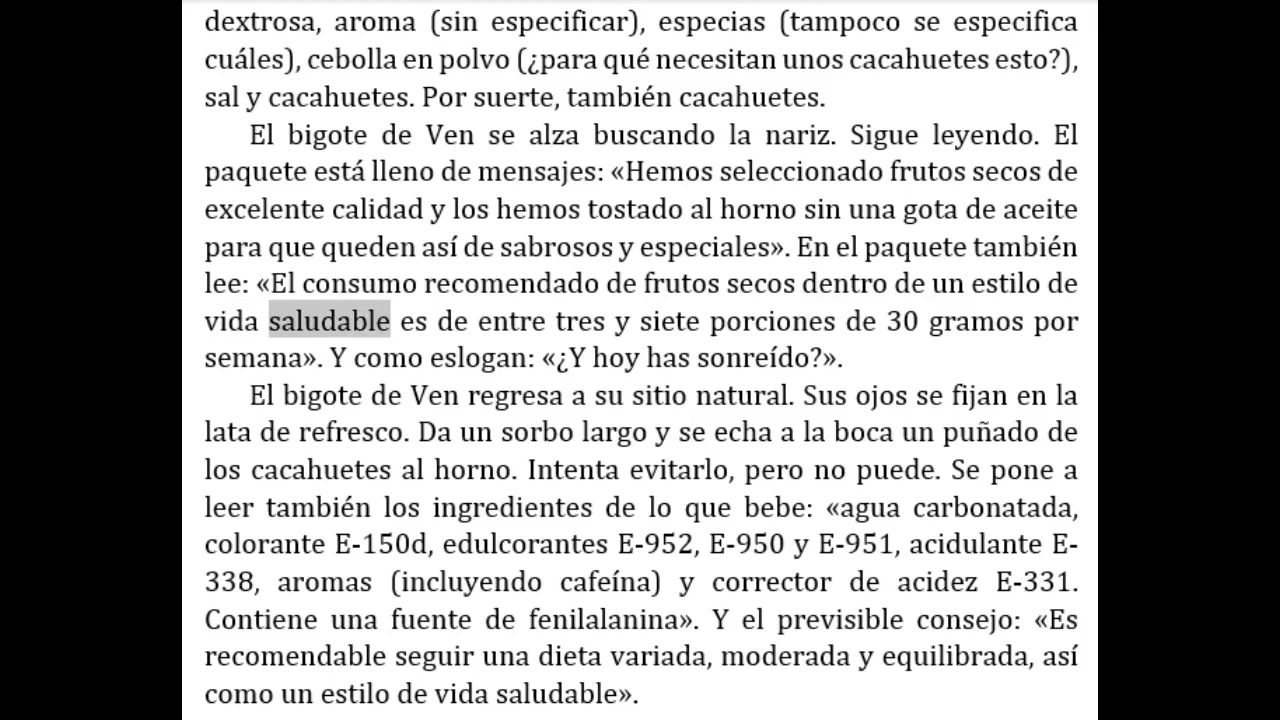 dextrosa, aroma (sin especificar), especias (tampoco se especifica
cuáles), cebolla en polvo (¿para qué necesitan unos cacahuetes esto?),
sal y cacahuetes. Por suerte, también cacahuetes.
El bigote de Ven se alza buscando la nariz. Sigue leyendo. El
paquete está lleno de mensajes: «Hemos seleccionado frutos secos de
excelente calidad y los hemos tostado al horno sin una gota de aceite
para que queden así de sabrosos y especiales». En el paquete también
lee: «El consumo recomendado de frutos secos dentro de un estilo de
vida saludable es de entre tres y siete porciones de 30 gramos por
semana». Y como eslogan: «¿Y hoy has sonreído?».
El bigote de Ven regresa a su sitio natural. Sus ojos se fijan en la
lata de refresco. Da un sorbo largo y se echa a la boca un puñado de
los cacahuetes al horno. Intenta evitarlo, pero no puede. Se pone a
leer también los ingredientes de lo que bebe: «agua carbonatada,
colorante E-150d, edulcorantes E-952, E-950 y E-951, acidulante E-
338, aromas (incluyendo cafeína) y corrector de acidez E-331.
Contiene una fuente de fenilalanina». Y el previsible consejo: «Es
recomendable seguir una dieta variada, moderada y equilibrada, así
como un estilo de vida saludable».